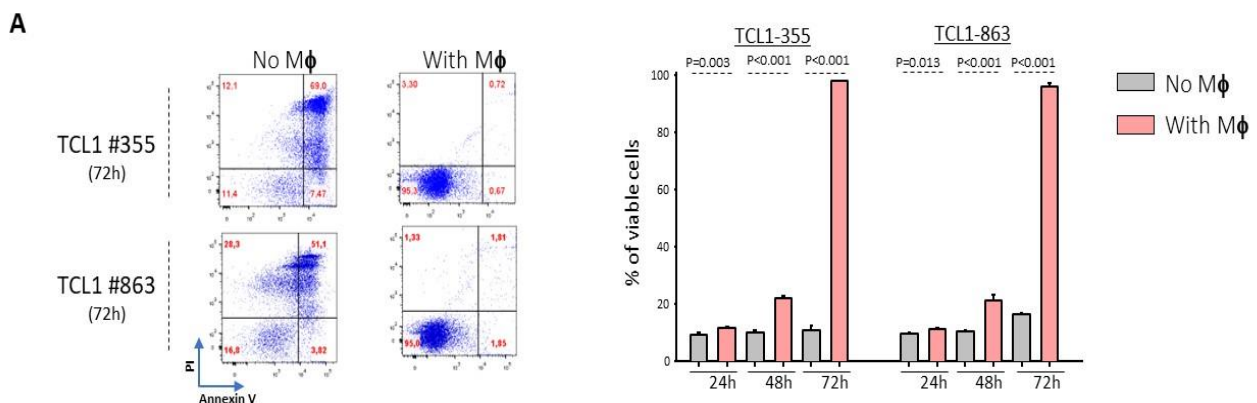 A
No Mϕ
With Mϕ
12,1
69,0
11,4
7,47
3,30
0,72
95,3
0,67
TCL1 #355
(72h)
28,3
51,1
16,8
3,82
1,33
1,81
95,0
1,85
TCL1 #863
(72h)
PI
Annexin V
TCL1-355
TCL1-863
P=0.003
P<0.001
P<0.001
P=0.013
P<0.001
P<0.001
% of viable cells
100
80
60
40
20
0
24h
48h
72h
24h
48h
72h
No Mϕ
With Mϕ